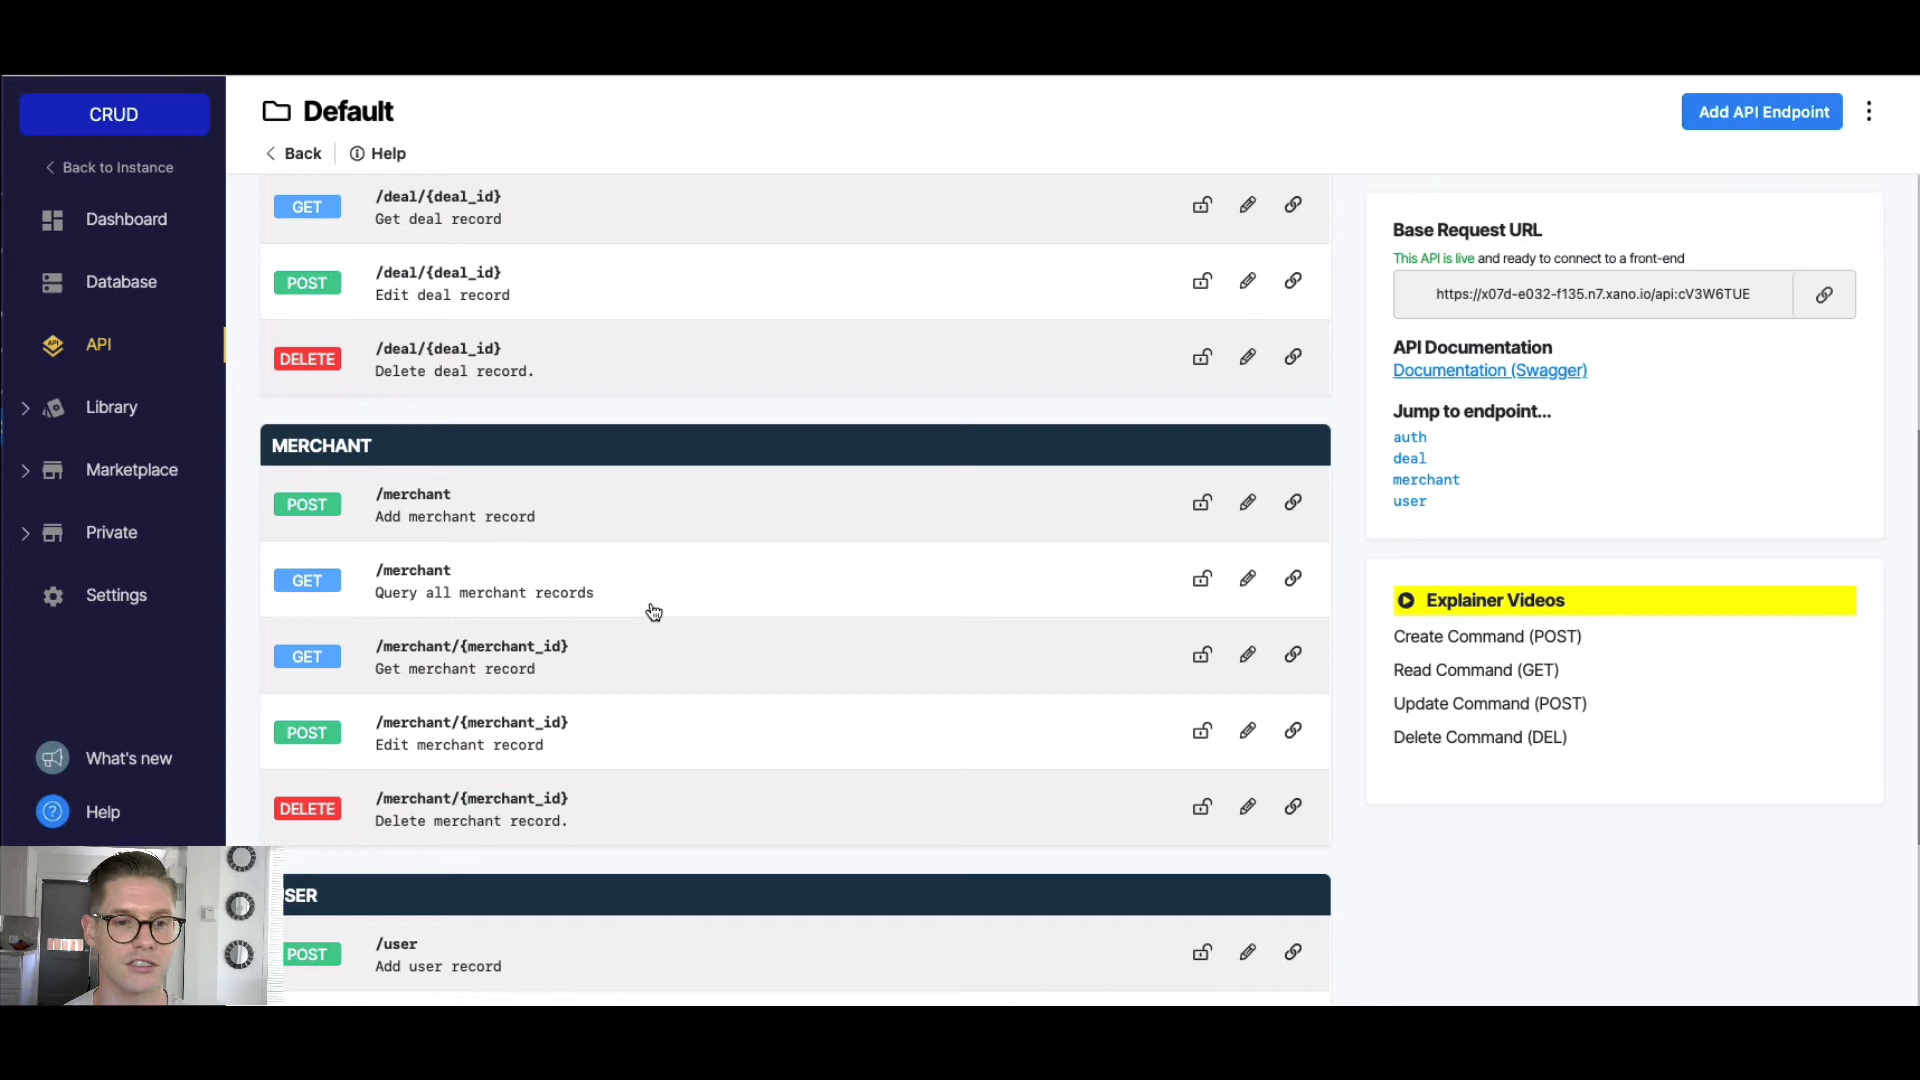 CRUD
Back to Instance
Dashboard
Database
API
Library
Marketplace
Private
Settings
What's new
Help
Default
Back
Help
Add API Endpoint
GET
/deal/{deal_id}
Get deal record
POST
/deal/{deal_id}
Edit deal record
DELETE
/deal/{deal_id}
Delete deal record.
MERCHANT
POST
/merchant
Add merchant record
GET
/merchant
Query all merchant records
GET
/merchant/{merchant_id}
Get merchant record
POST
/merchant/{merchant_id}
Edit merchant record
DELETE
/merchant/{merchant_id}
Delete merchant record.
SER
POST
/user
Add user record
Base Request URL
This API is live and ready to connect to a front-end
https://x07d-e032-f135.n7.xano.io/api:cV3W6TUE
API Documentation
Documentation (Swagger)
Jump to endpoint...
auth
deal
merchant
user
Explainer Videos
Create Command (POST)
Read Command (GET)
Update Command (POST)
Delete Command (DEL)